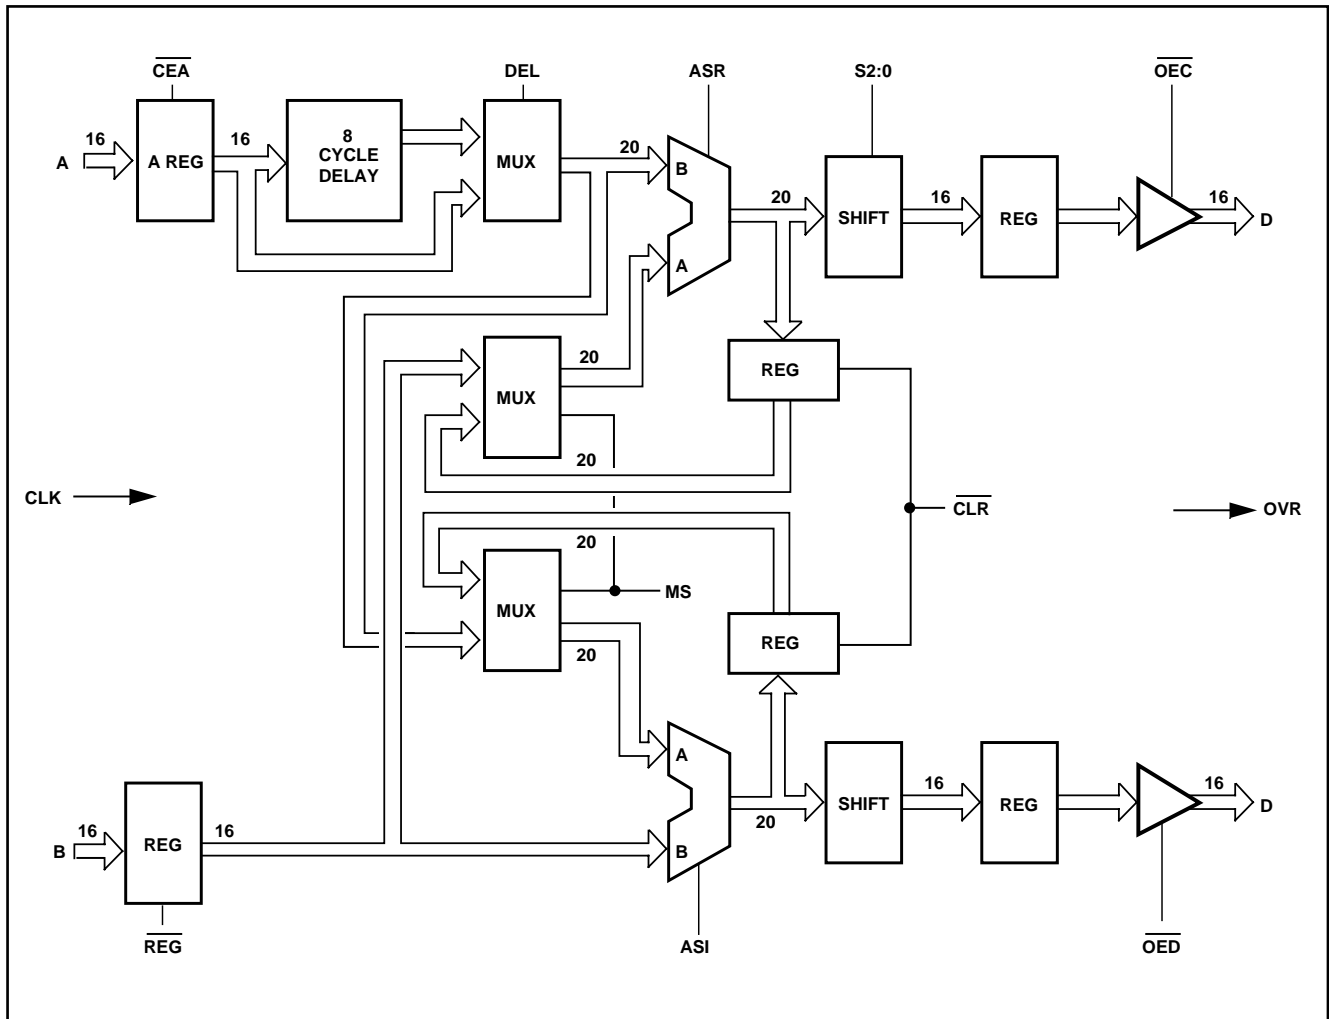 CEA DEL ASR S2:0 OEC
16 16 20 20 16 16
A A REG 8 CYCLE DELAY MUX B A SHIFT REG D
20
MUX
REG
20
CLK CLR OVR
20
MUX
MS
REG
20
A B
16 16 20 16 16
B REG SHIFT REG D
REG ASI OED